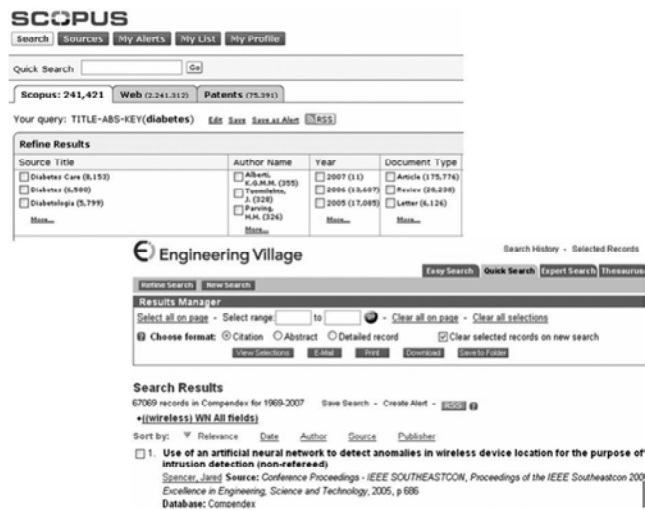 SCOPUS
Search Sources My Alerts My List My Profile
Quick Search Go
Scopus: 241,421 Web (2,241,312) Patents (75,391)
Your query: TITLE-ABS-KEY(diabetes) Edit Save Save as Alert RSS
Refine Results
Source Title Author Name Year Document Type
Diabetes Care (8,153) Alberti, K.G.M.M. (355) 2007 (11) Article (175,776)
Diabetes (6,580) Tuomilehto, J. (328) 2006 (13,607) Review (28,230)
Diabetologia (5,799) Parving, H.H. (326) 2005 (17,085) Letter (6,126)
More... More... More... More...
Engineering Village
Search History - Selected Records
Easy Search Quick Search Expert Search Thesaurus
Refine Search New Search
Results Manager
Select all on page - Select range: to - Clear all on page - Clear all selections
Choose format: Citation Abstract Detailed record Clear selected records on new search
View Selections E-Mail Print Download Save to Folder
Search Results
67069 records in Compendex for 1969-2007 Save Search - Create Alert - RSS
+((wireless) WN All fields)
Sort by: Relevance Date Author Source Publisher
1. Use of an artificial neural network to detect anomalies in wireless device location for the purpose of
intrusion detection (non-refereed)
Spencer, Jared Source: Conference Proceedings - IEEE SOUTHEASTCON, Proceedings of the IEEE Southeastcon 2005
Excellence in Engineering, Science and Technology, 2005, p 686
Database: Compendex